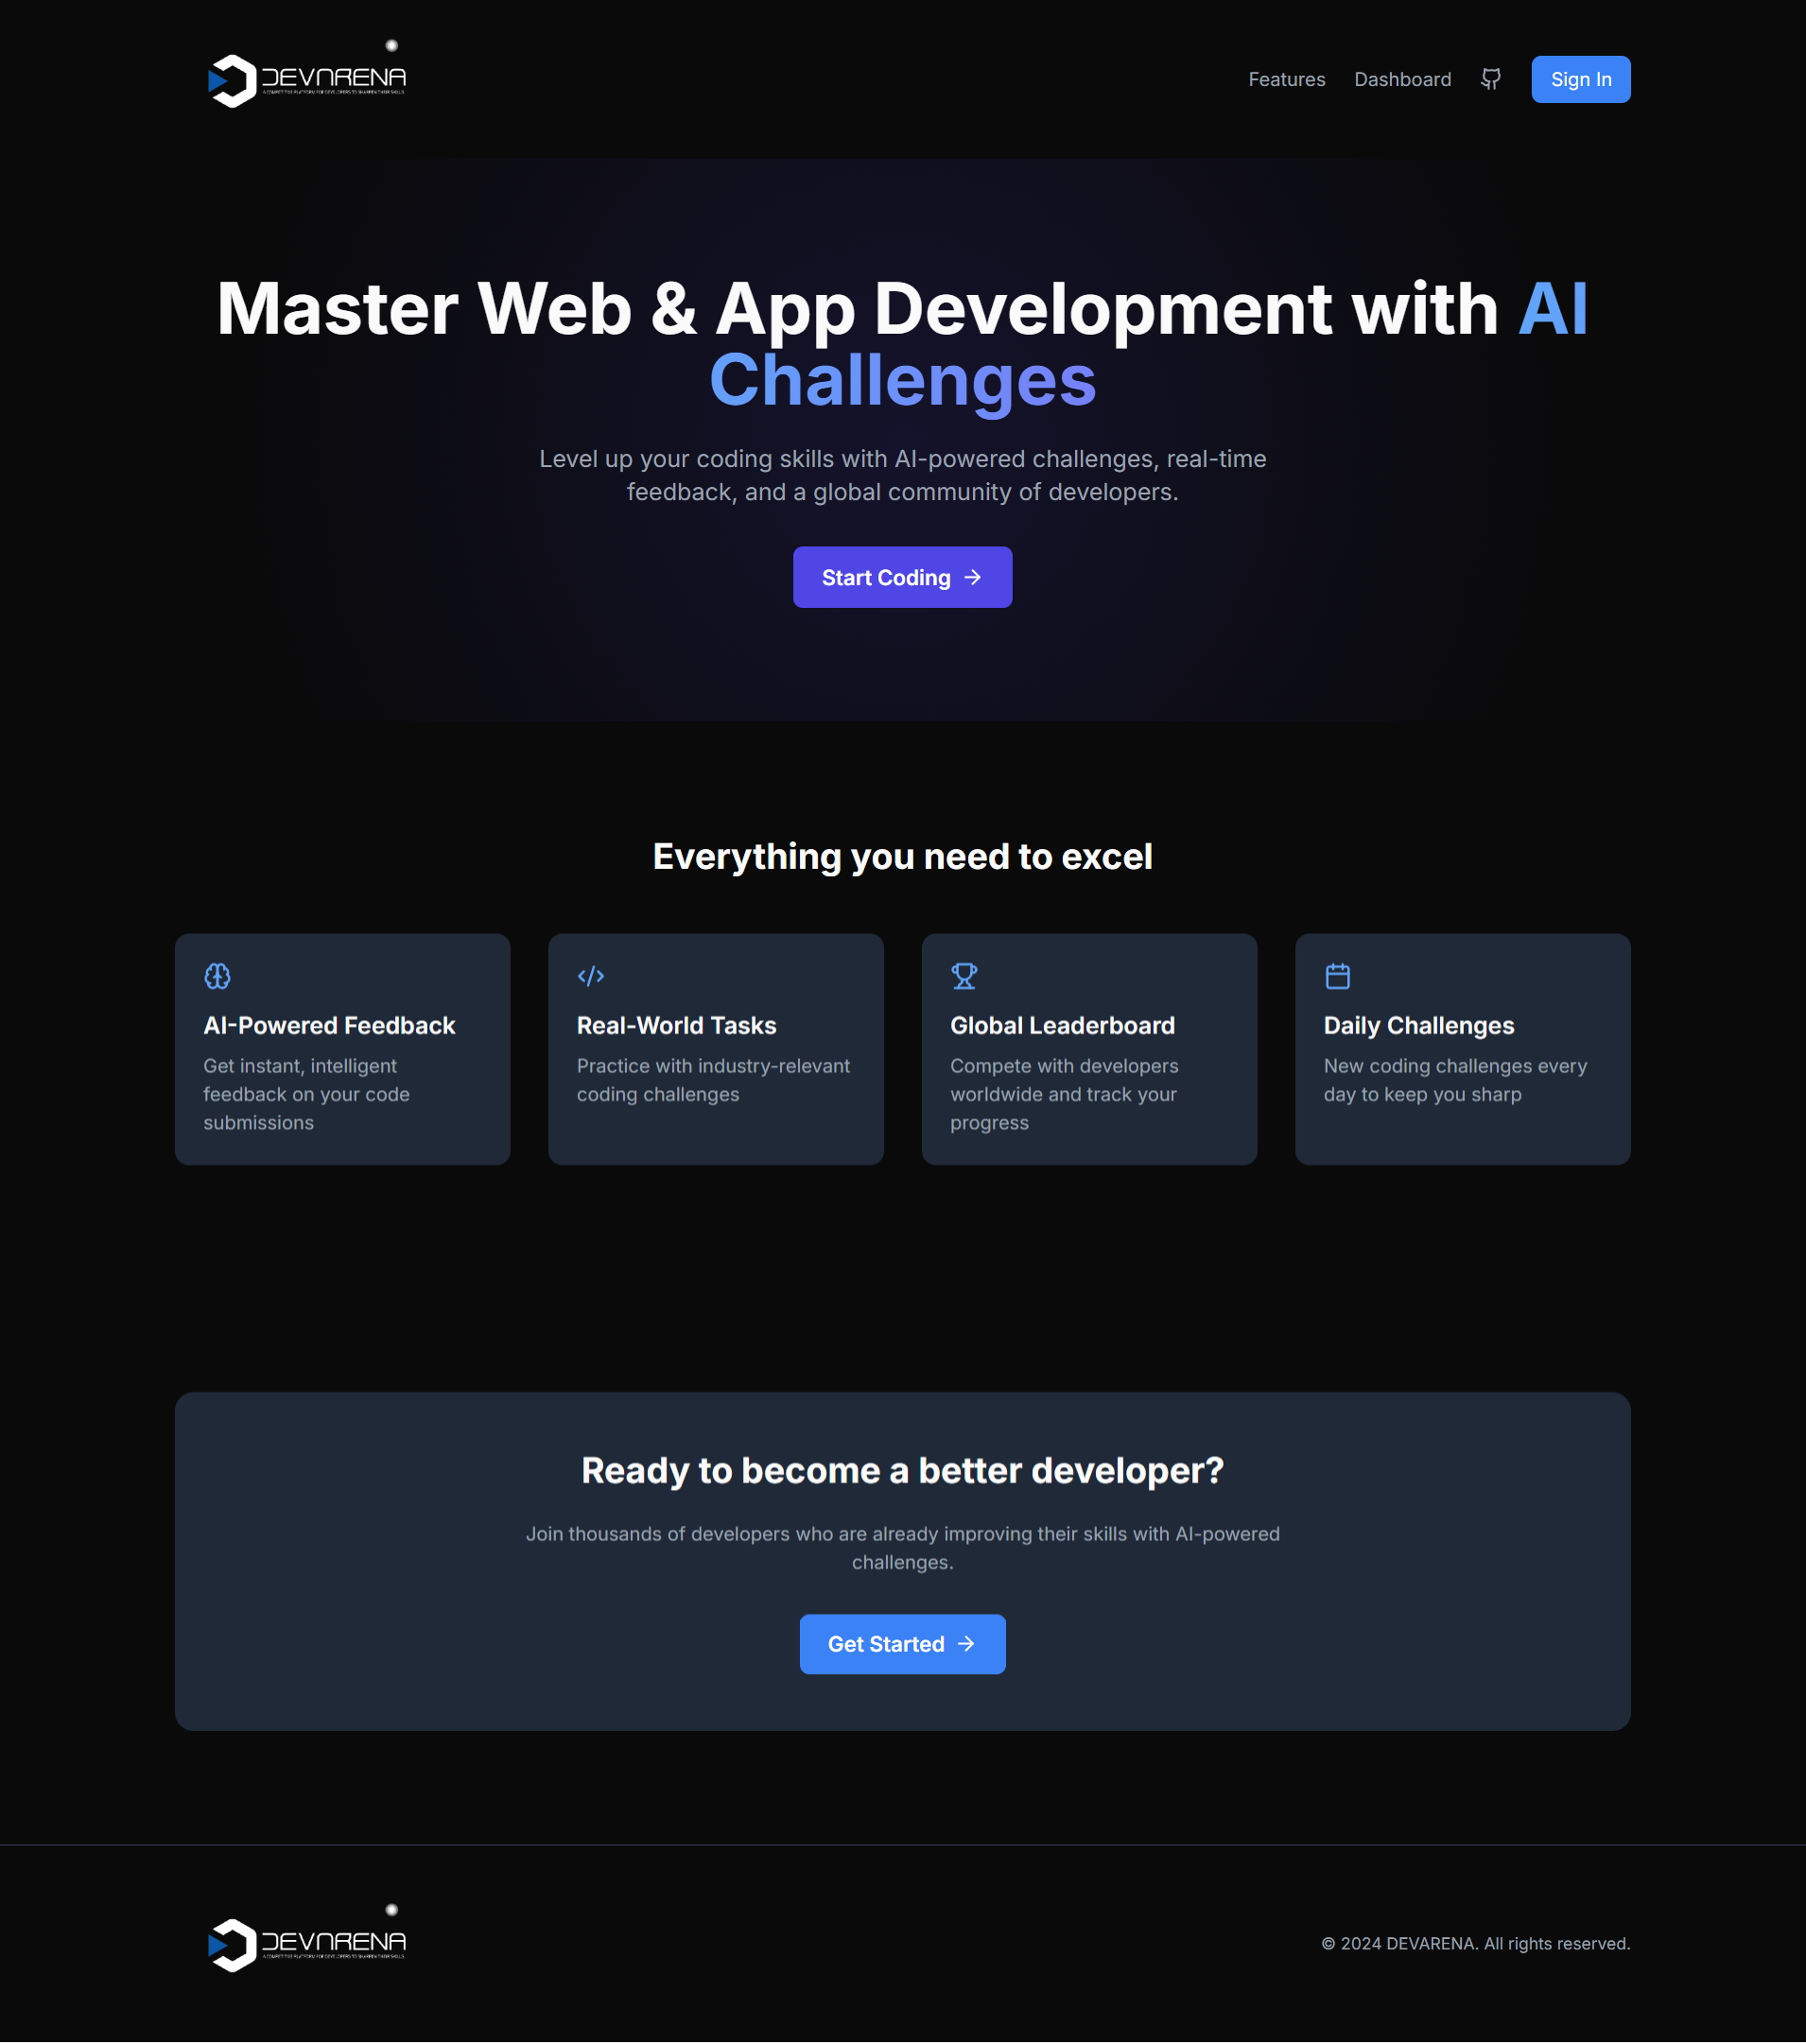 DEVARENA
A COMPETITIVE PLATFORM FOR DEVELOPERS TO SHARPEN THEIR SKILLS
Features
Dashboard
Sign In
Master Web & App Development with AI
Challenges
Level up your coding skills with AI-powered challenges, real-time
feedback, and a global community of developers.
Start Coding
Everything you need to excel
AI-Powered Feedback
Get instant, intelligent
feedback on your code
submissions
Real-World Tasks
Practice with industry-relevant
coding challenges
Global Leaderboard
Compete with developers
worldwide and track your
progress
Daily Challenges
New coding challenges every
day to keep you sharp
Ready to become a better developer?
Join thousands of developers who are already improving their skills with AI-powered
challenges.
Get Started
DEVARENA
A COMPETITIVE PLATFORM FOR DEVELOPERS TO SHARPEN THEIR SKILLS
© 2024 DEVARENA. All rights reserved.